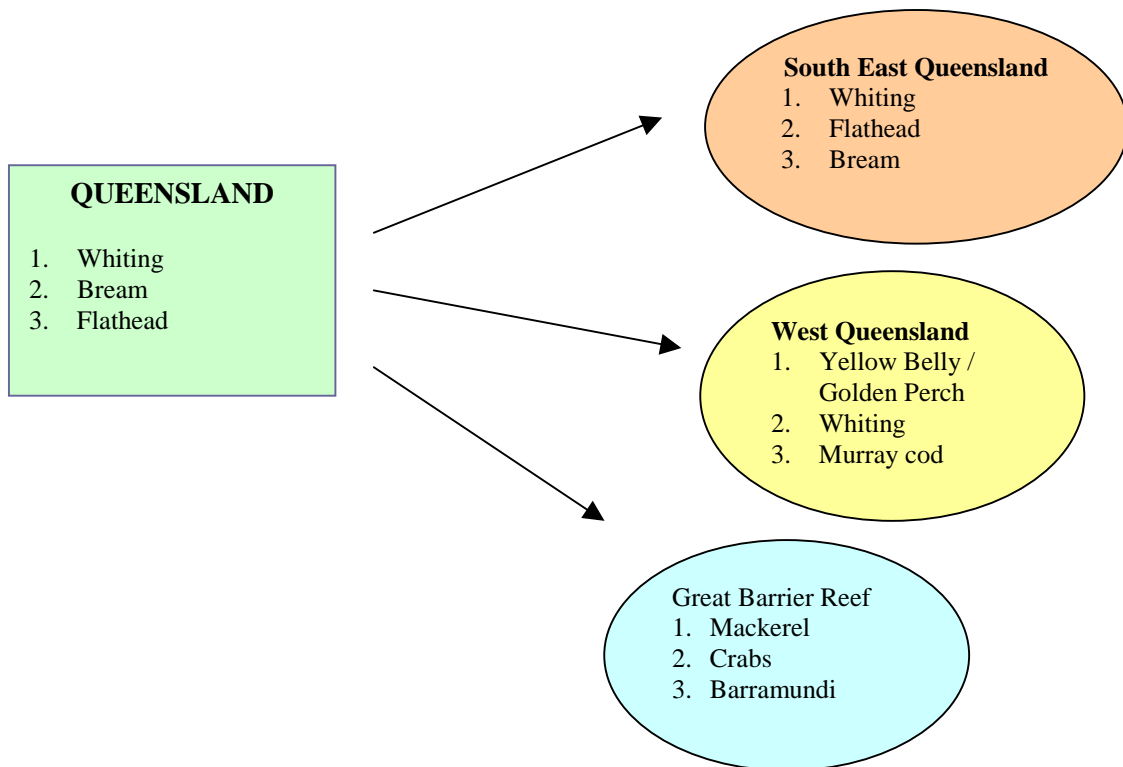 QUEENSLAND
1. Whiting
2. Bream
3. Flathead
South East Queensland
1. Whiting
2. Flathead
3. Bream
West Queensland
1. Yellow Belly /
Golden Perch
2. Whiting
3. Murray cod
Great Barrier Reef
1. Mackerel
2. Crabs
3. Barramundi